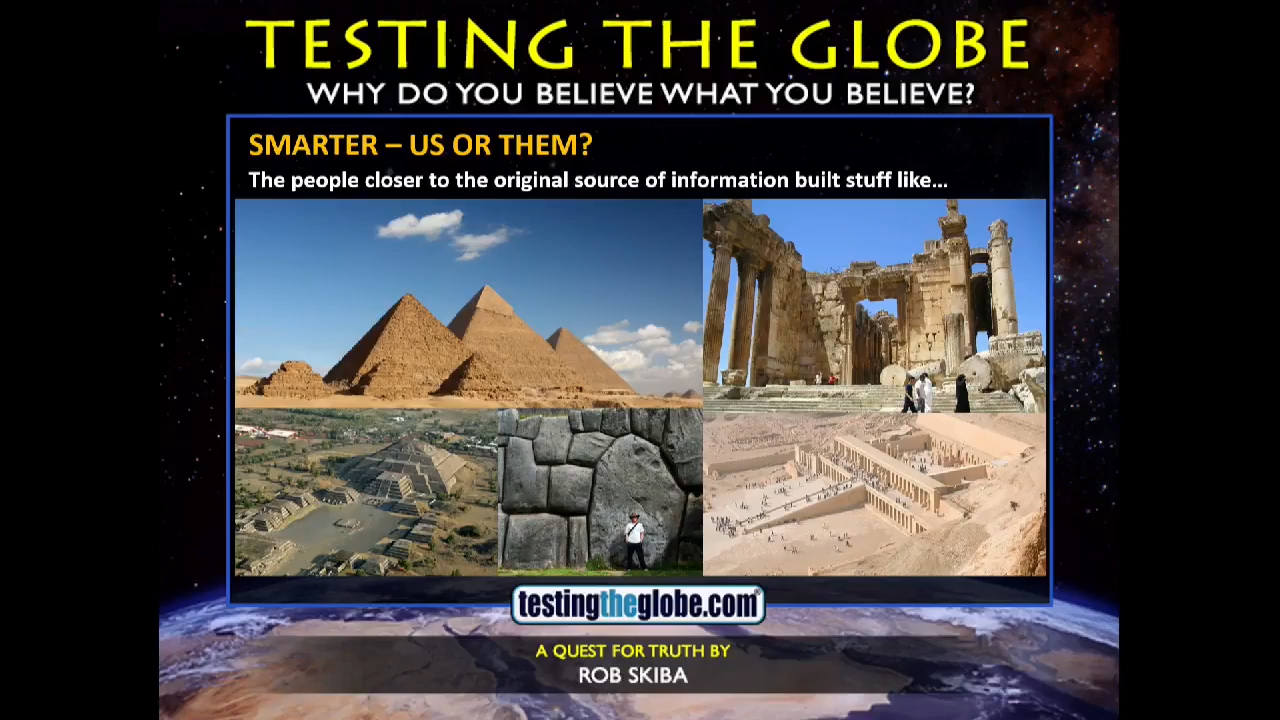 TESTING THE GLOBE
WHY DO YOU BELIEVE WHAT YOU BELIEVE?
SMARTER – US OR THEM?
The people closer to the original source of information built stuff like...
testingtheglobe.com®
A QUEST FOR TRUTH BY
ROB SKIBA